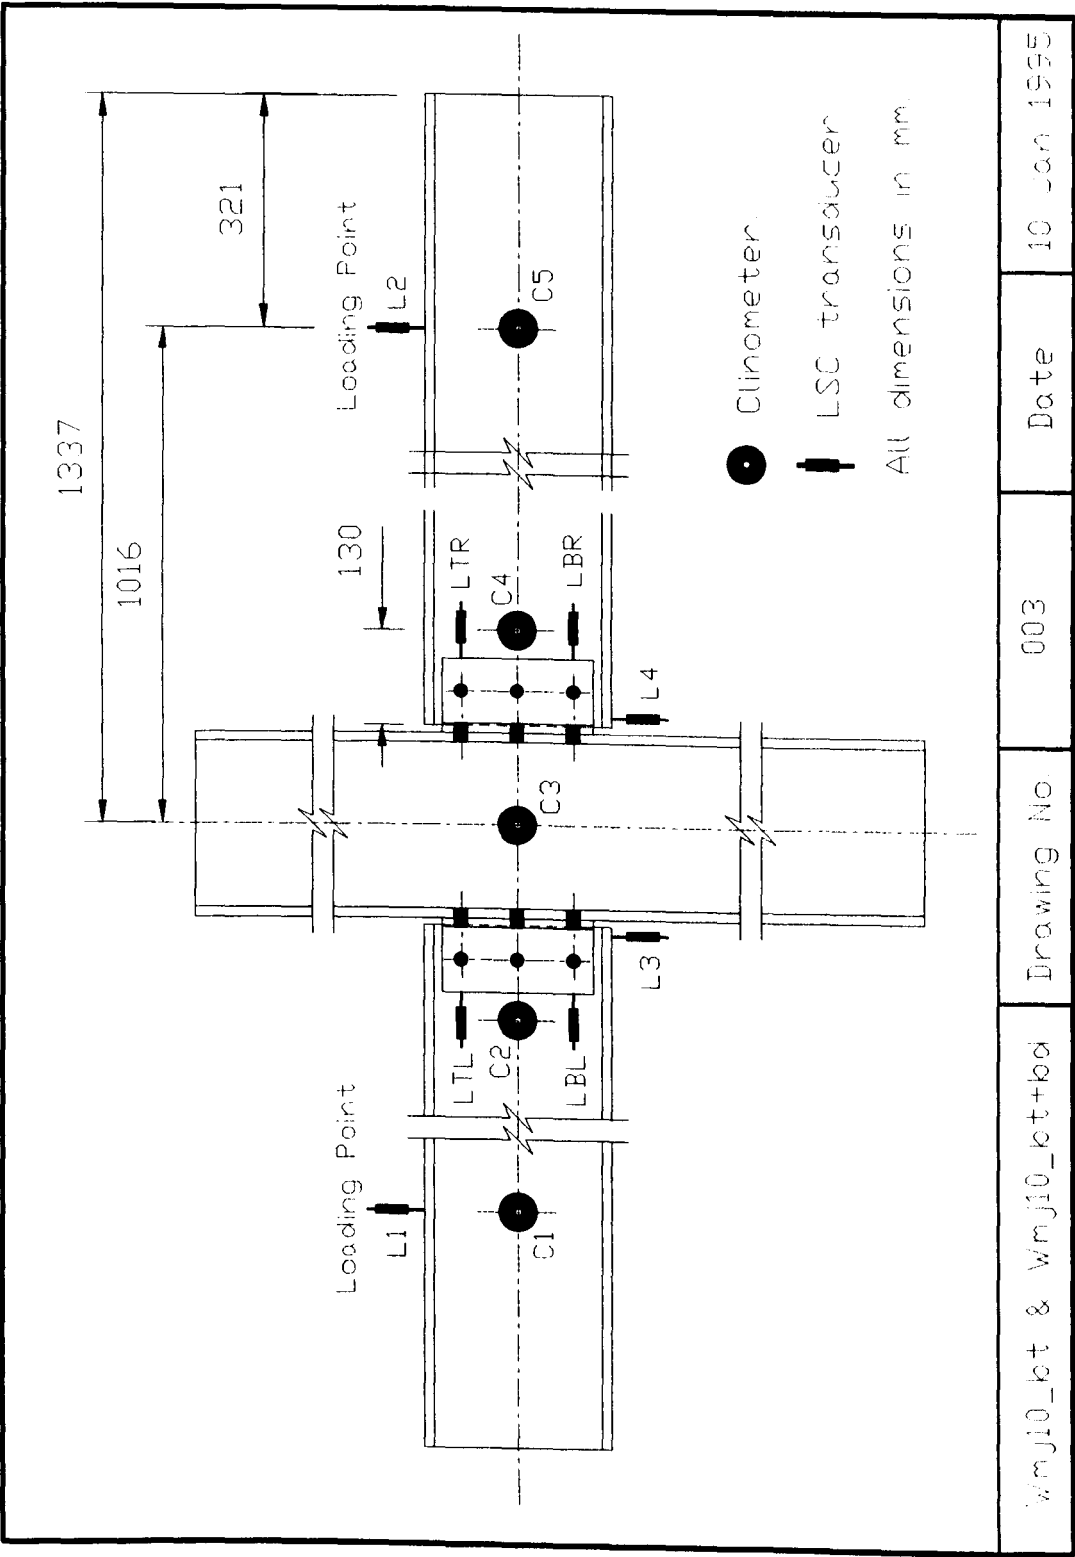 1337
1016
321
130
Loading Point
L1
Loading Point
L2
LTL
LTR
C1
C2
C3
C4
C5
LBL
LBR
L3
L4
Clinometer.
LSC transducer
All dimensions in mm.
Wmj10_bt & Wmj10_bt+ba
Drawing No.
003
Date
10 Jan 1995